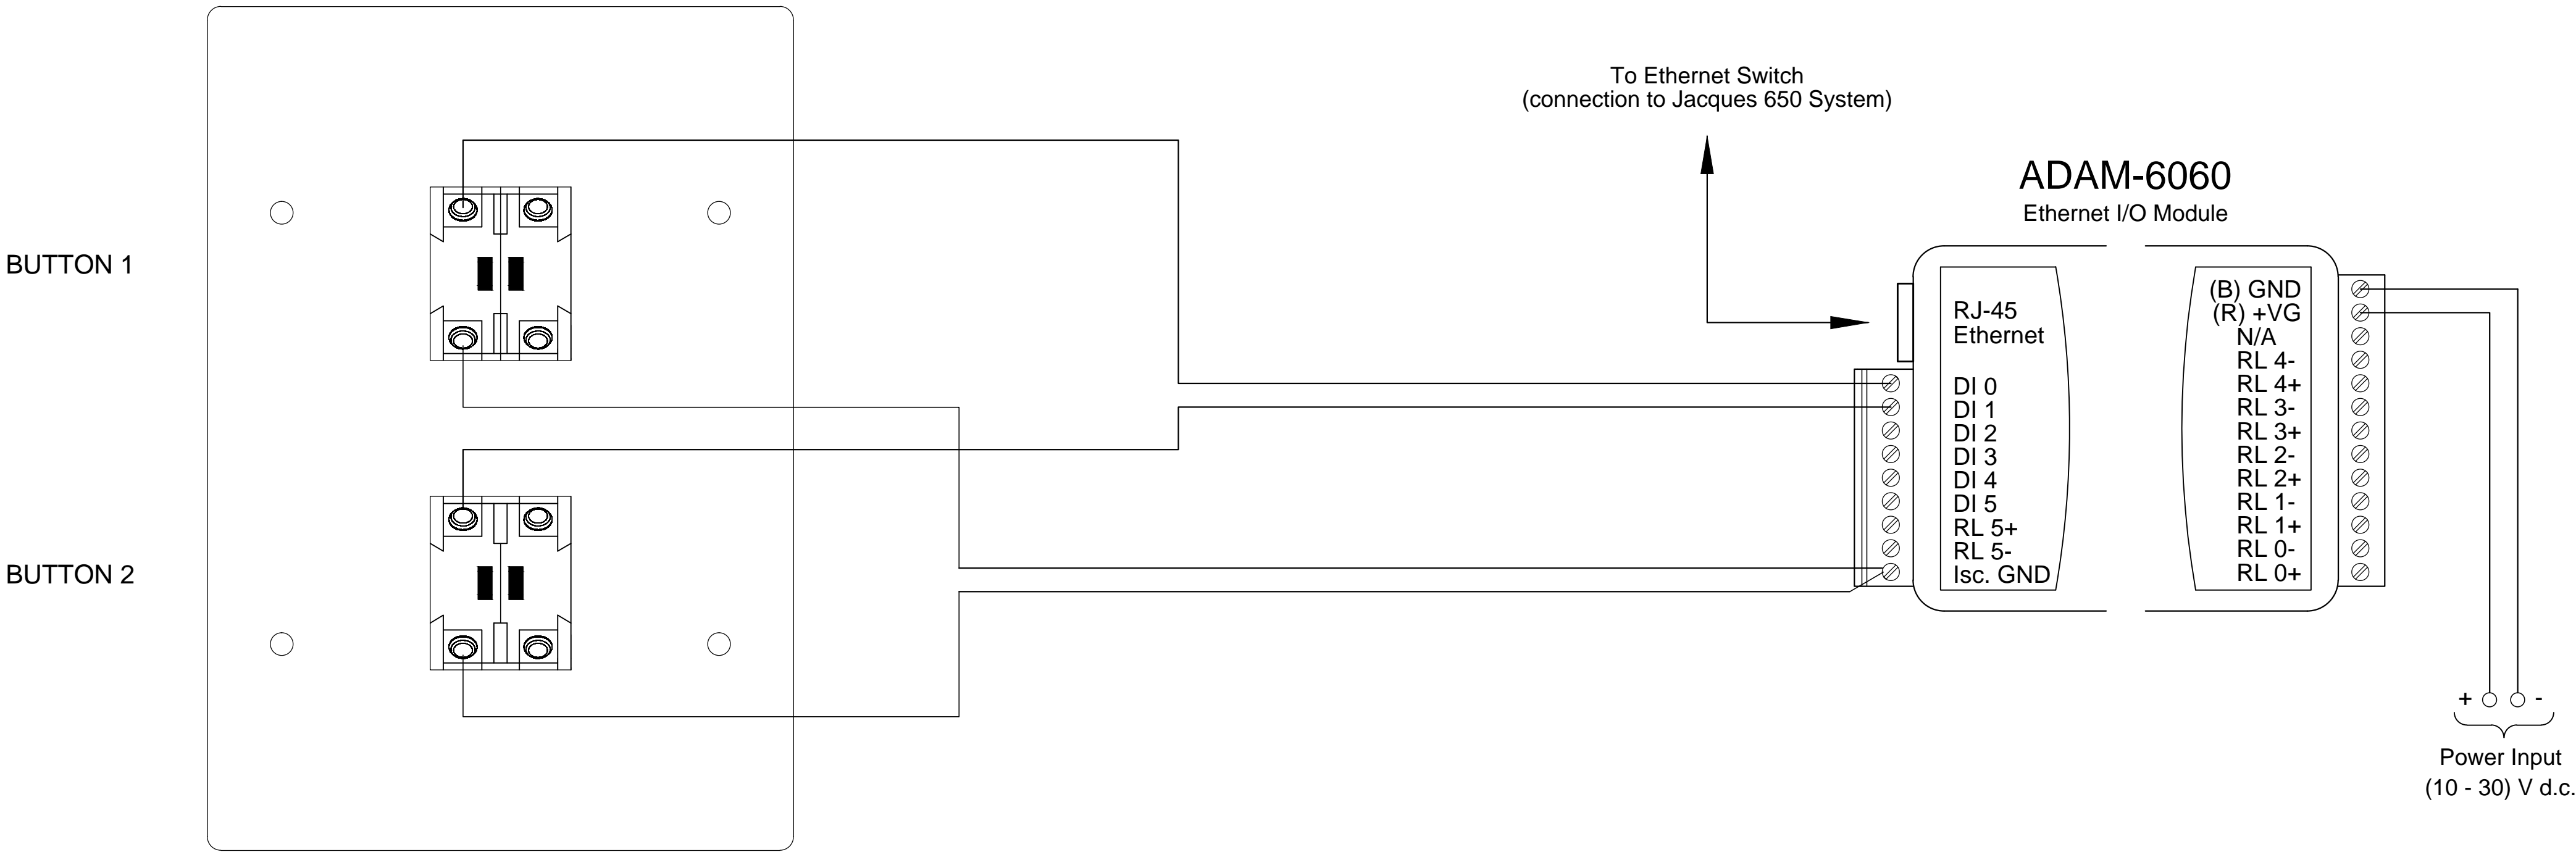 To Ethernet Switch
(connection to Jacques 650 System)
ADAM-6060
Ethernet I/O Module
BUTTON 1
BUTTON 2
RJ-45
Ethernet
DI 0
DI 1
DI 2
DI 3
DI 4
DI 5
RL 5+
RL 5-
Isc. GND
(B) GND
(R) +VG
N/A
RL 4-
RL 4+
RL 3-
RL 3+
RL 2-
RL 2+
RL 1-
RL 1+
RL 0-
RL 0+
+ -
Power Input
(10 - 30) V d.c.